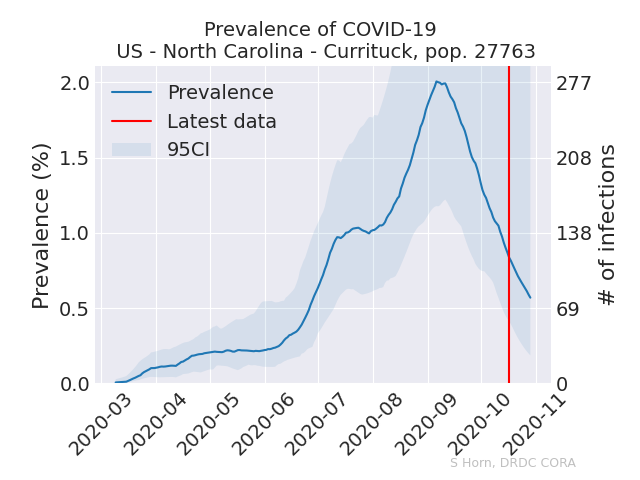 Prevalence of COVID-19
US - North Carolina - Currituck, pop. 27763
Prevalence
Latest data
95CI
Prevalence (%)
2.0
1.5
1.0
0.5
0.0
277
208
138
69
0
# of infections
2020-03
2020-04
2020-05
2020-06
2020-07
2020-08
2020-09
2020-10
2020-11
S Horn, DRDC CORA